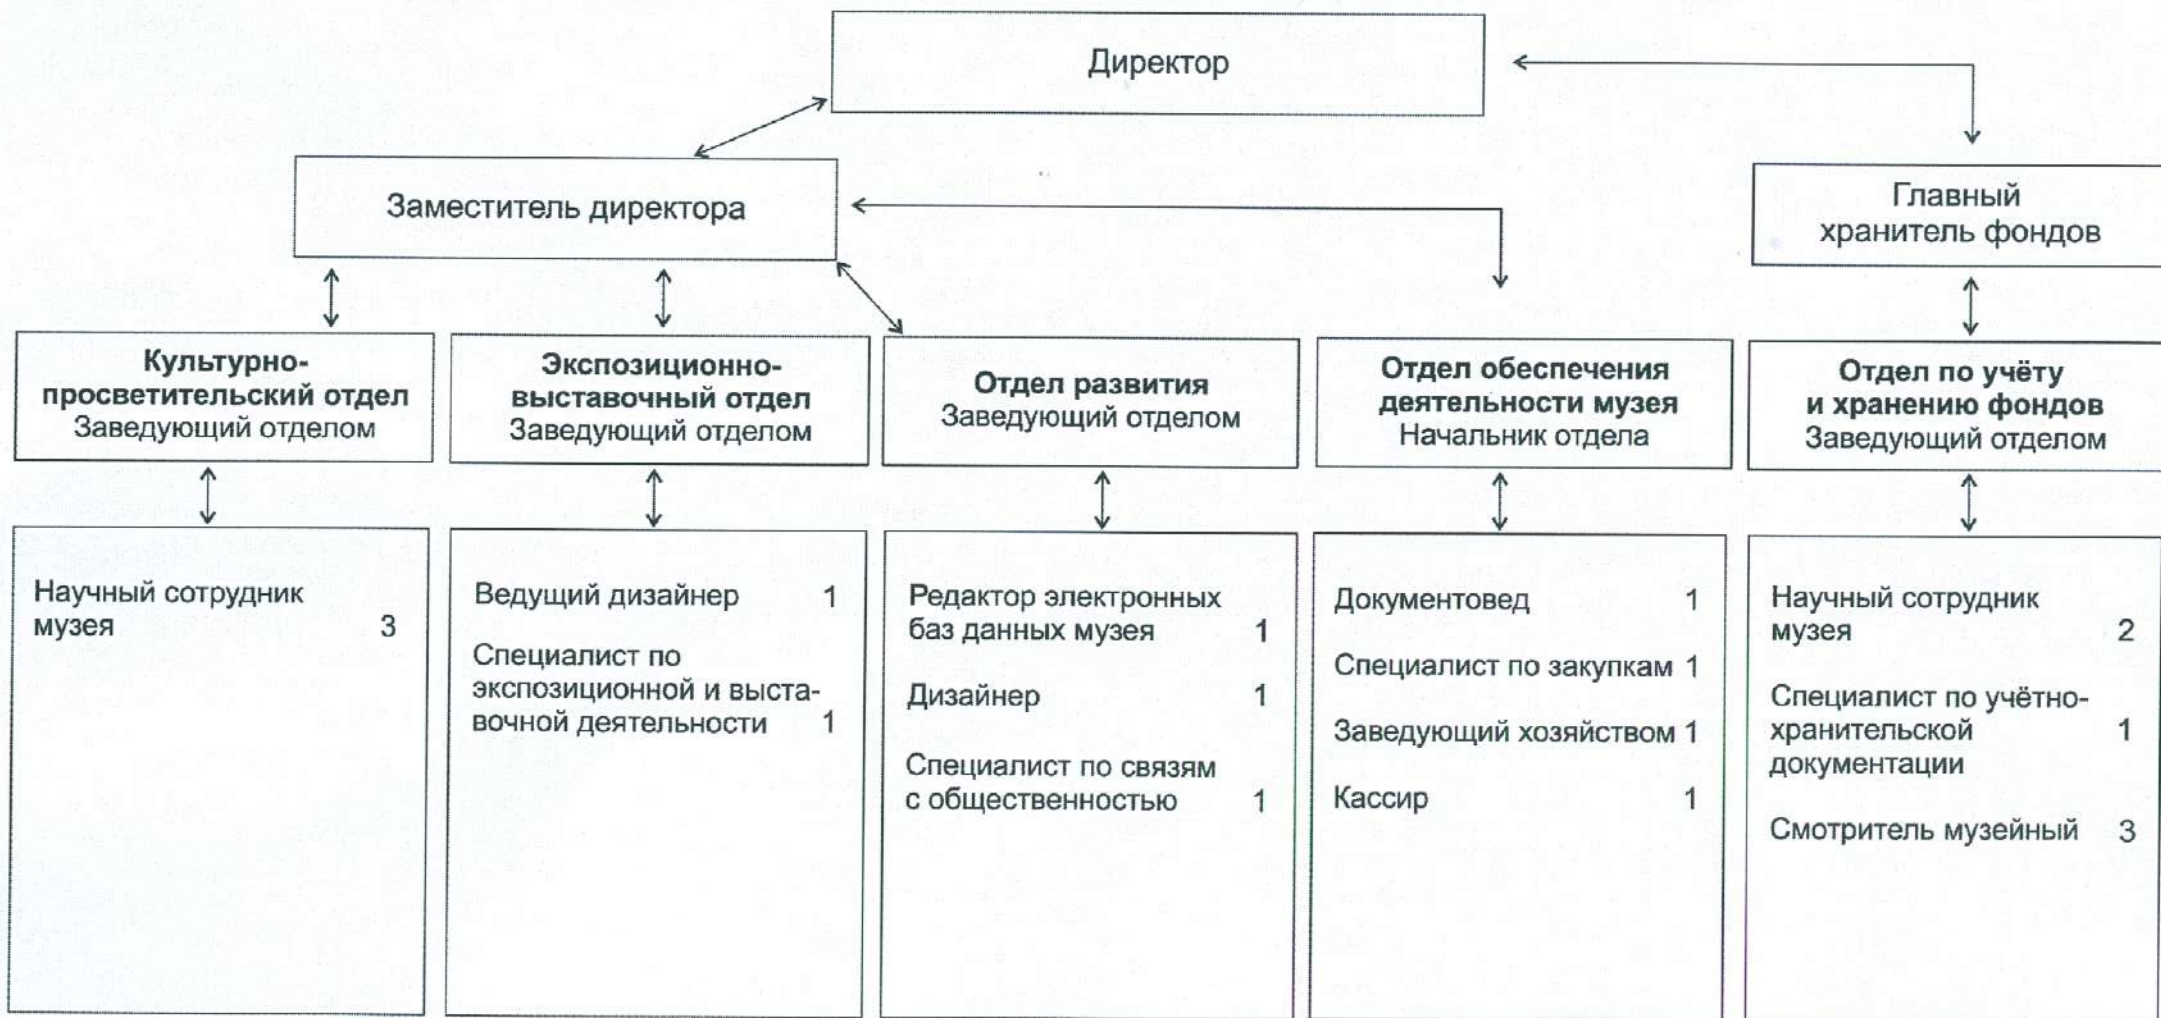 Директор
Заместитель директора
Главный
хранитель фондов
Культурно-
просветительский отдел
Заведующий отделом
Экспозиционно-
выставочный отдел
Заведующий отделом
Отдел развития
Заведующий отделом
Отдел обеспечения
деятельности музея
Начальник отдела
Отдел по учёту
и хранению фондов
Заведующий отделом
Научный сотрудник
музея 3
Ведущий дизайнер 1
Специалист по
экспозиционной и выста-
вочной деятельности 1
Редактор электронных
баз данных музея 1
Дизайнер 1
Специалист по связям
с общественностью 1
Документовед 1
Специалист по закупкам 1
Заведующий хозяйством 1
Кассир 1
Научный сотрудник
музея 2
Специалист по учётно-
хранительской 1
документации
Смотритель музейный 3